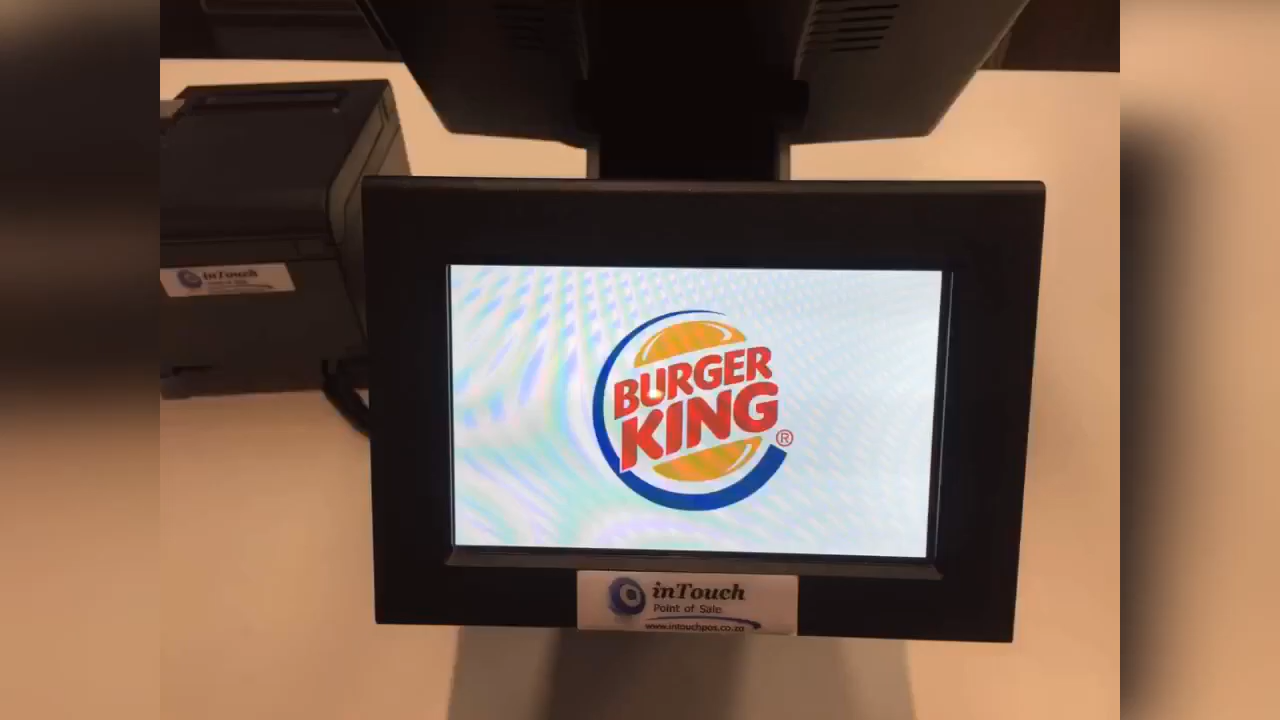 inTouch
BURGER
KING
®
inTouch
Point of Sale
www.intouchpos.co.za